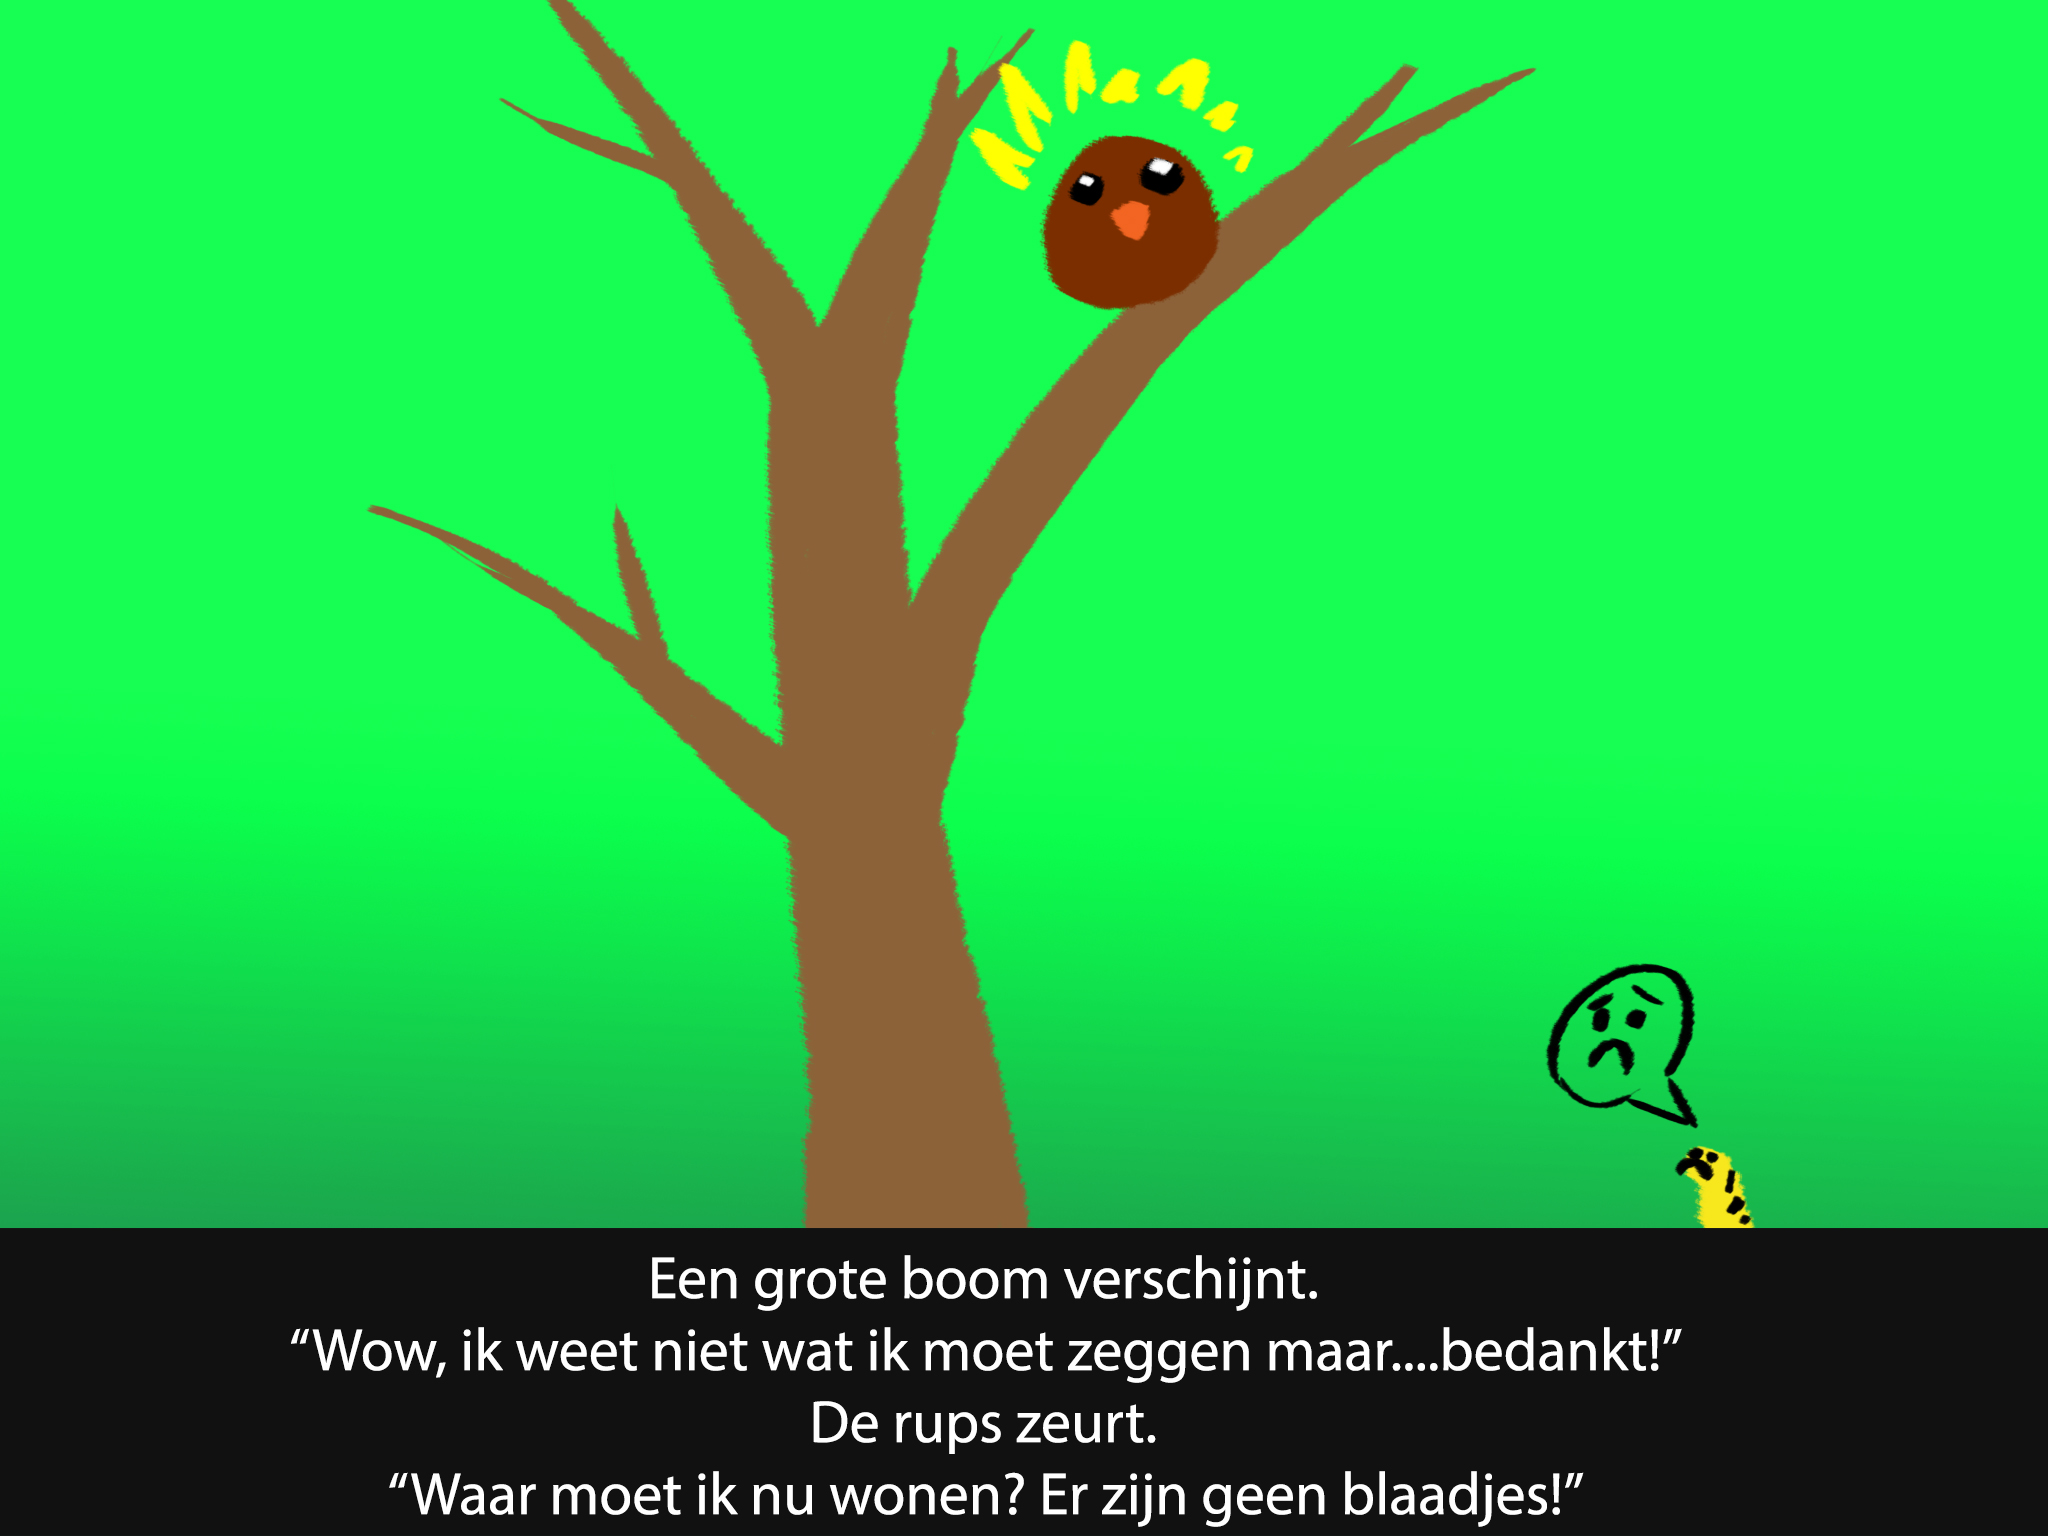 Een grote boom verschijnt.
“Wow, ik weet niet wat ik moet zeggen maar....bedankt!”
De rups zeurt.
“Waar moet ik nu wonen? Er zijn geen blaadjes!”